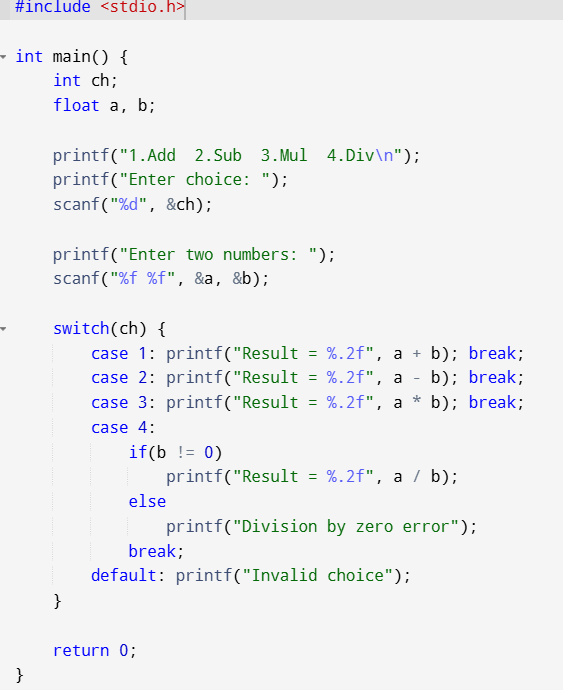 #include <stdio.h>
int main() {
    int ch;
    float a, b;
    printf("1.Add  2.Sub  3.Mul  4.Div\n");
    printf("Enter choice: ");
    scanf("%d", &ch);
    printf("Enter two numbers: ");
    scanf("%f %f", &a, &b);
    switch(ch) {
        case 1: printf("Result = %.2f", a + b); break;
        case 2: printf("Result = %.2f", a - b); break;
        case 3: printf("Result = %.2f", a * b); break;
        case 4:
            if(b != 0)
                printf("Result = %.2f", a / b);
            else
                printf("Division by zero error");
            break;
        default: printf("Invalid choice");
    }
    return 0;
}